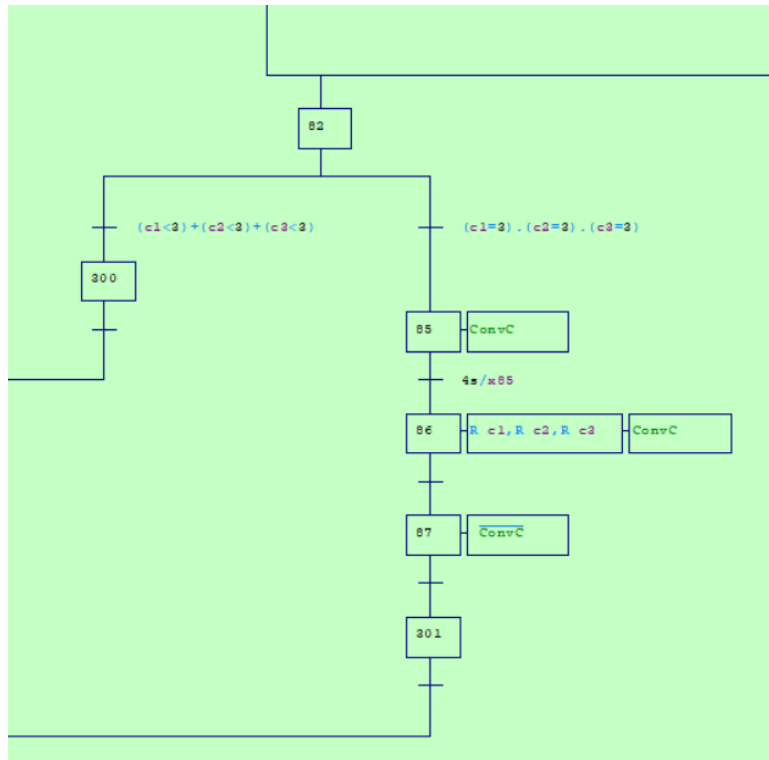 82
(c1<3)+(c2<3)+(c3<3)
(c1=3).(c2=3).(c3=3)
300
85
ConvC
4s/x85
86
R c1,R c2,R c3
ConvC
87
ConvC
301